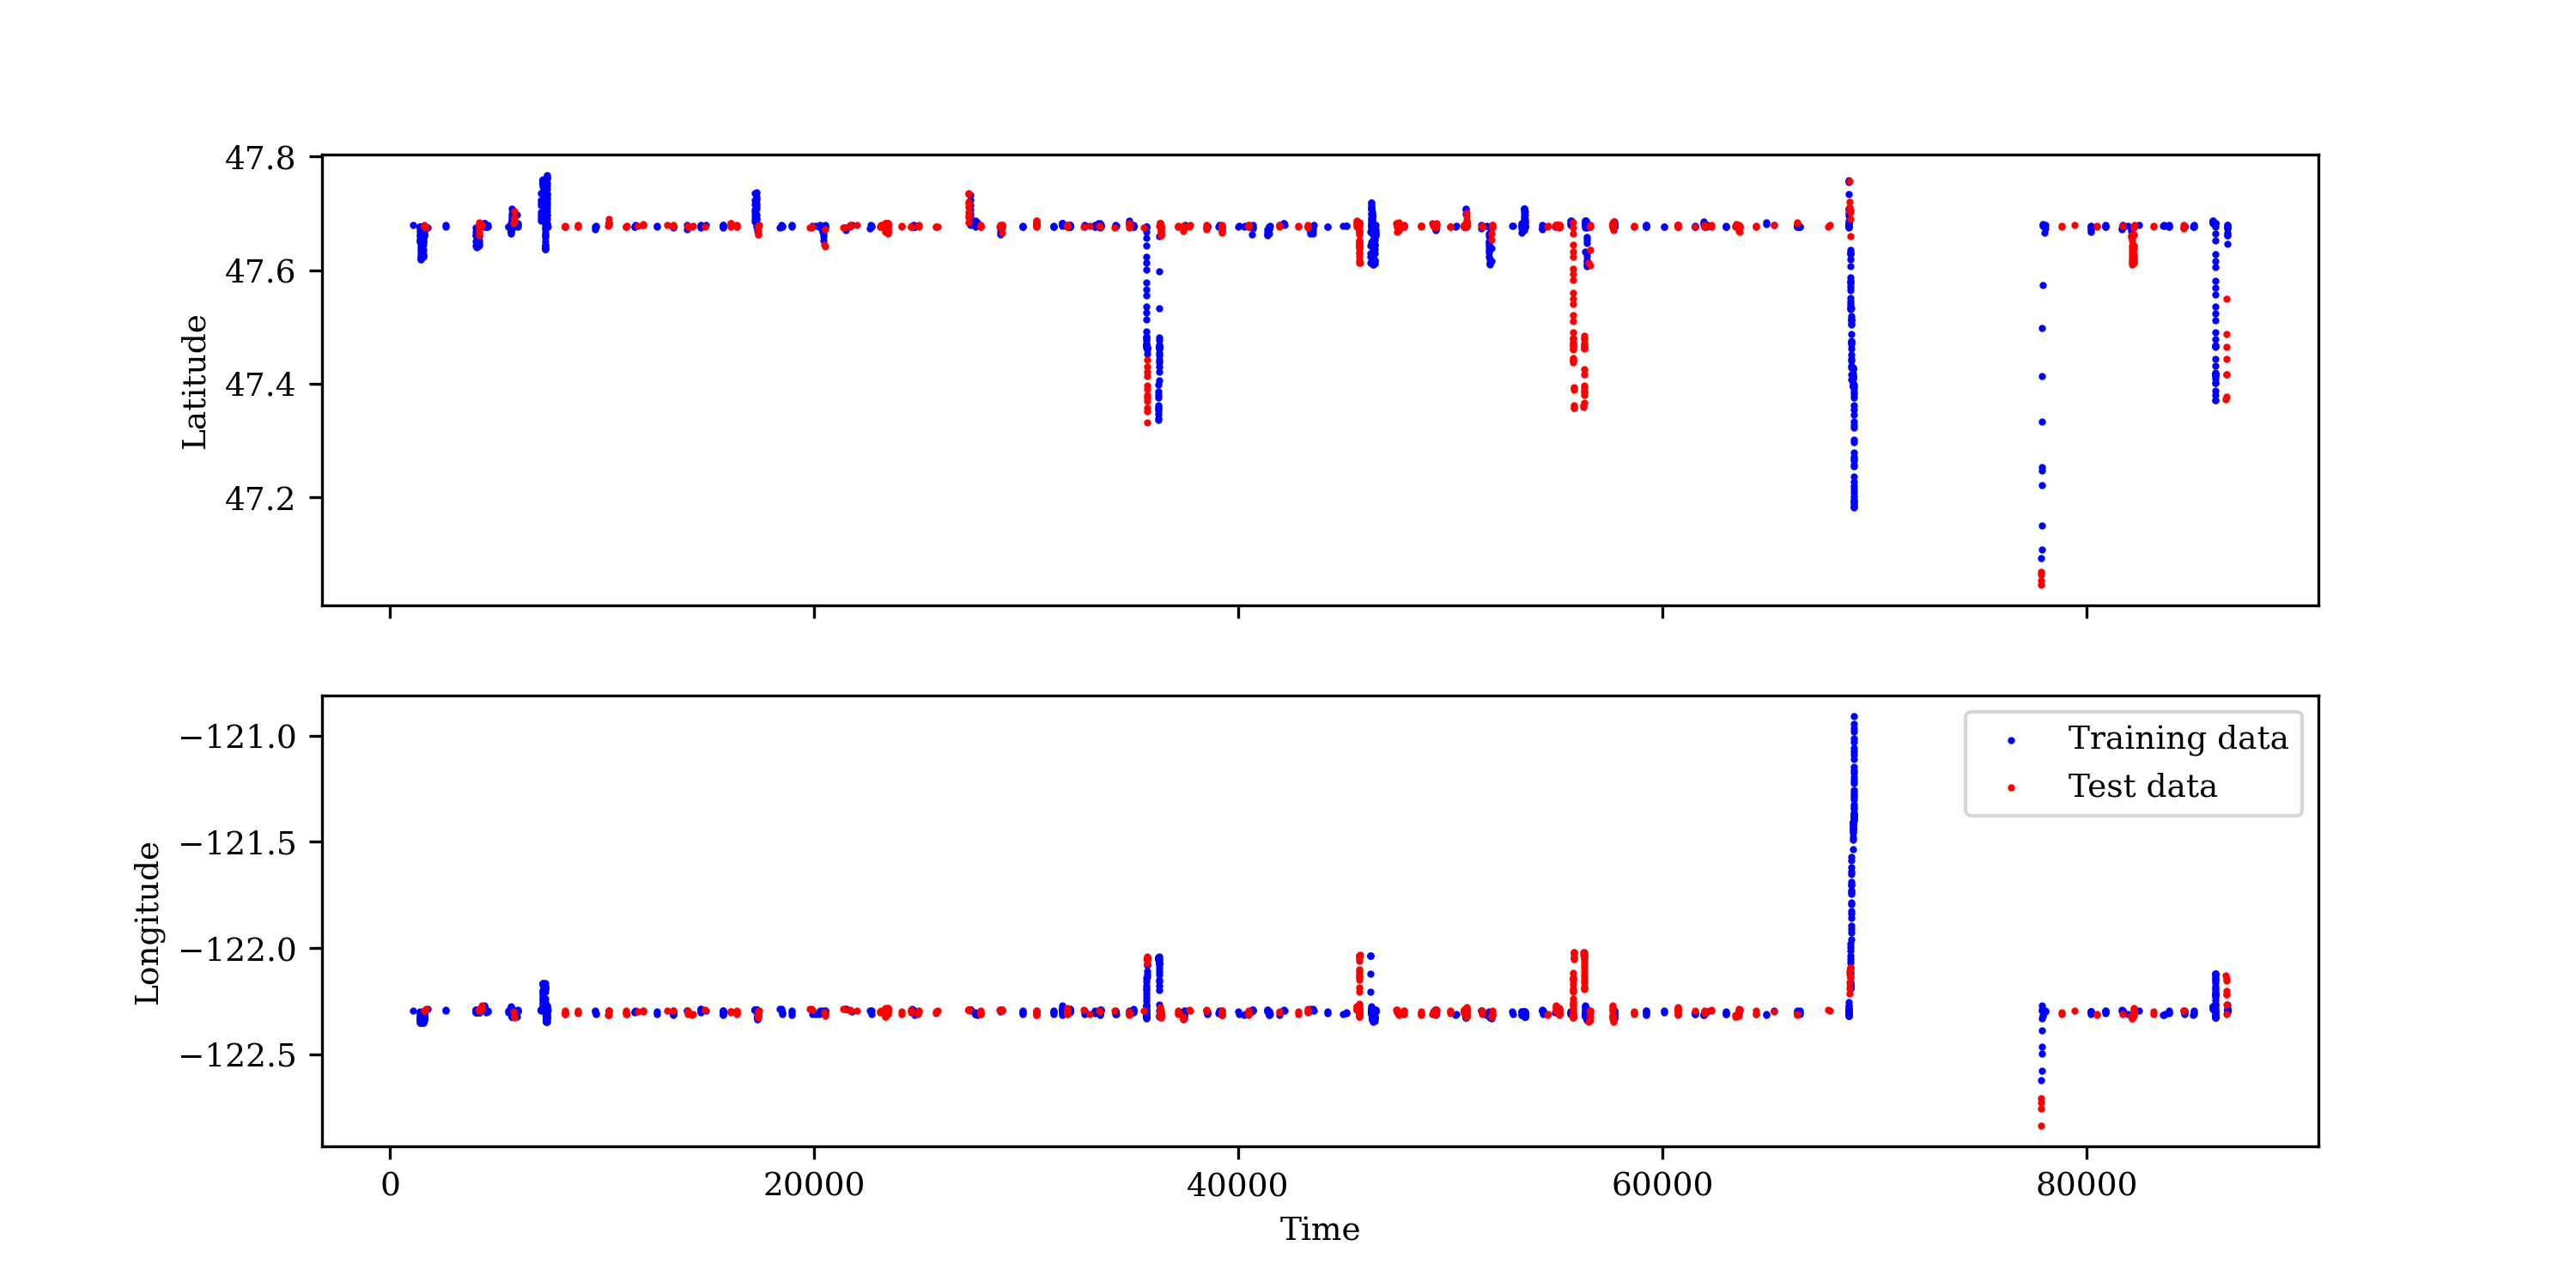 47.8
47.6
47.4
47.2
Latitude
−121.0
−121.5
−122.0
−122.5
Longitude
Training data
Test data
0 20000 40000 60000 80000
Time